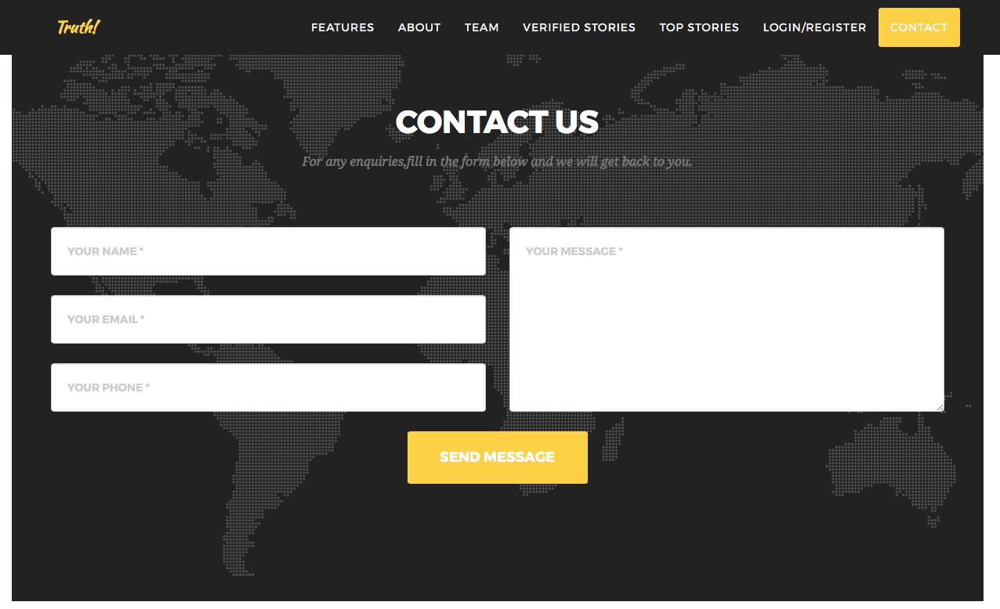 Truth!
FEATURES
ABOUT
TEAM
VERIFIED STORIES
TOP STORIES
LOGIN/REGISTER
CONTACT
CONTACT US
For any enquiries,fill in the form below and we will get back to you.
YOUR NAME *
YOUR EMAIL *
YOUR PHONE *
YOUR MESSAGE *
SEND MESSAGE